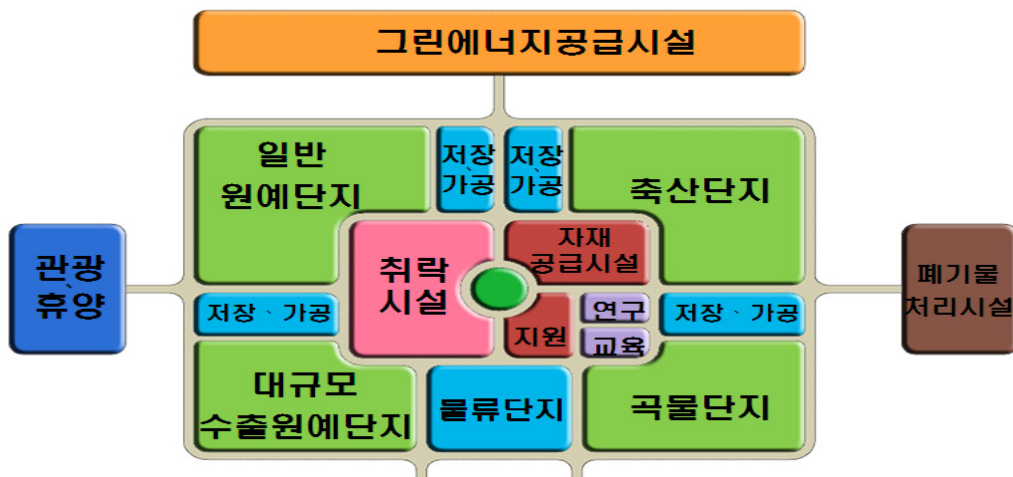 그린에너지공급시설
일반
원예단지
저장、
가공
저장、
가공
축산단지
관광、
휴양
취락
시설
자재
공급시설
폐기물
처리시설
저장、가공
지원
연구
교육
저장、가공
대규모
수출원예단지
물류단지
곡물단지